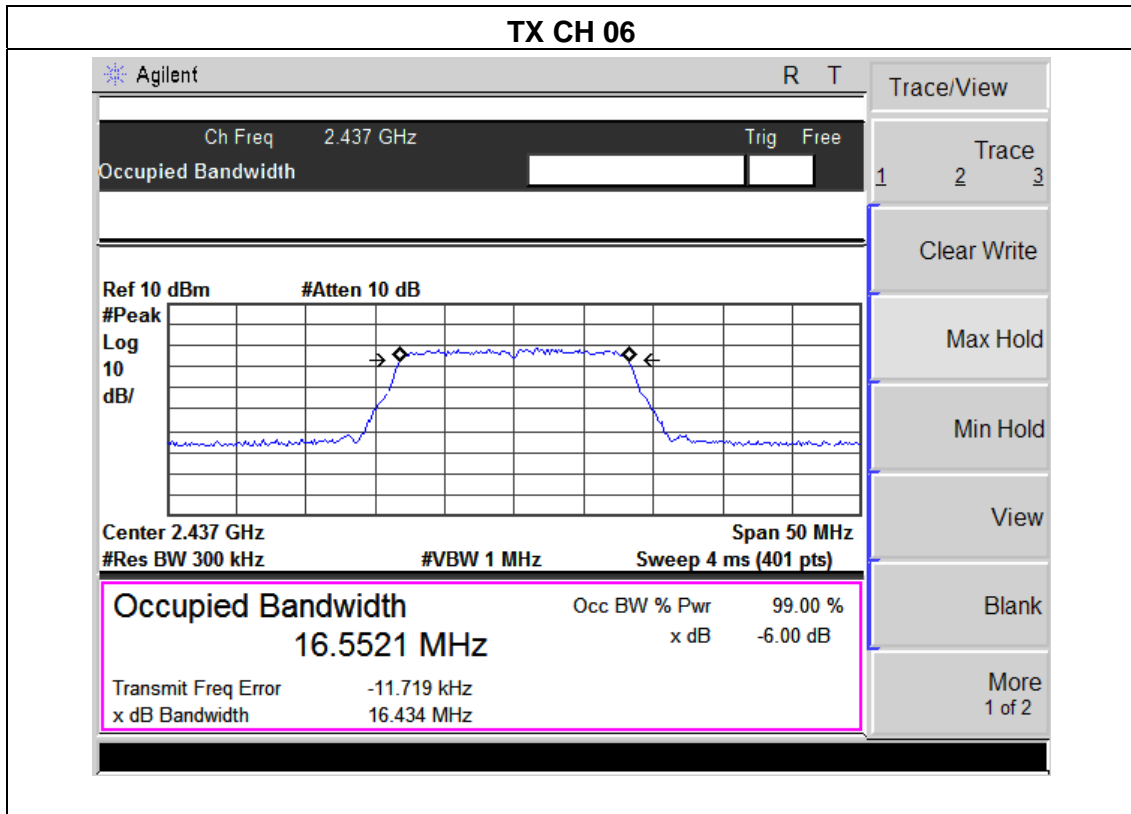 TX CH 06
Agilent R T
Trace/View
Ch Freq 2.437 GHz Trig Free
Occupied Bandwidth
Trace
1 2 3
Clear Write
Ref 10 dBm #Atten 10 dB
#Peak
Log
10
dB/
Max Hold
Min Hold
View
Center 2.437 GHz Span 50 MHz
#Res BW 300 kHz #VBW 1 MHz Sweep 4 ms (401 pts)
Occupied Bandwidth Occ BW % Pwr 99.00 %
16.5521 MHz x dB -6.00 dB
Blank
Transmit Freq Error -11.719 kHz
x dB Bandwidth 16.434 MHz
More
1 of 2